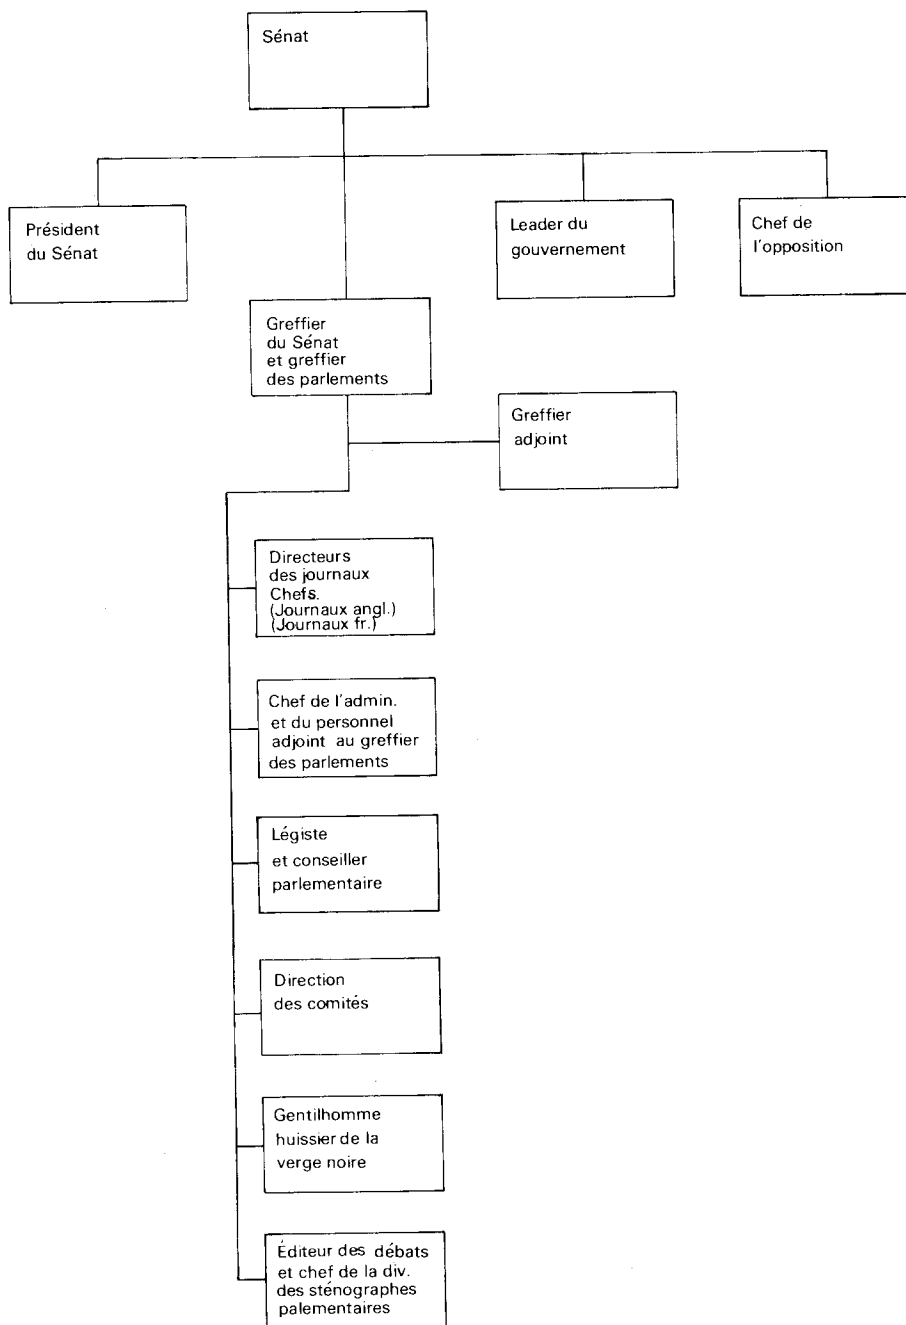 Sénat
Président
du Sénat
Leader du
gouvernement
Chef de
l'opposition
Greffier
du Sénat
et greffier
des parlements
Greffier
adjoint
Directeurs
des journaux
Chefs.
(Journaux angl.)
(Journaux fr.)
Chef de l'admin.
et du personnel
adjoint au greffier
des parlements
Légiste
et conseiller
parlementaire
Direction
des comités
Gentilhomme
huissier de la
verge noire
Éditeur des débats
et chef de la div.
des sténographes
palementaires